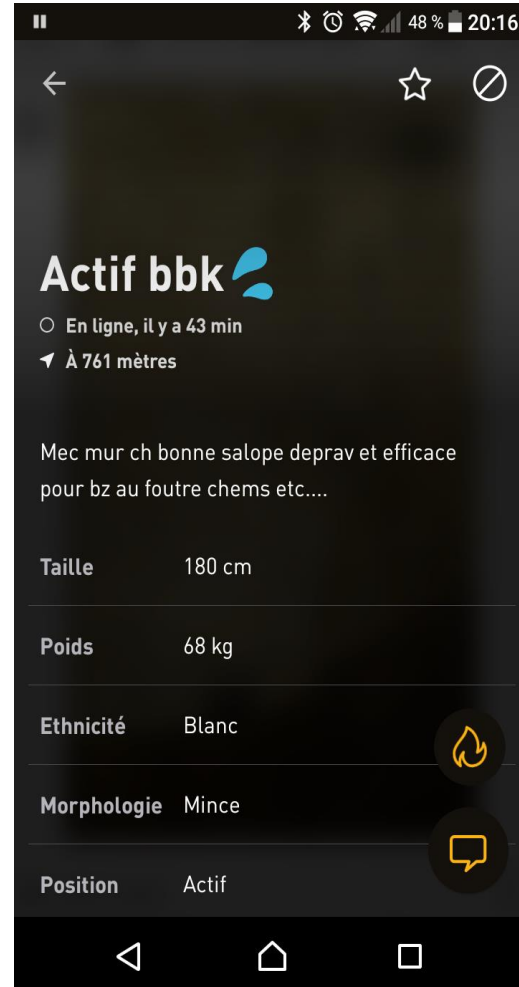 48 % 20:16
Actif bbk💦
En ligne, il y a 43 min
À 761 mètres
Mec mur ch bonne salope deprav et efficace
pour bz au foutre chems etc....
Taille 180 cm
Poids 68 kg
Ethnicité Blanc
Morphologie Mince
Position Actif